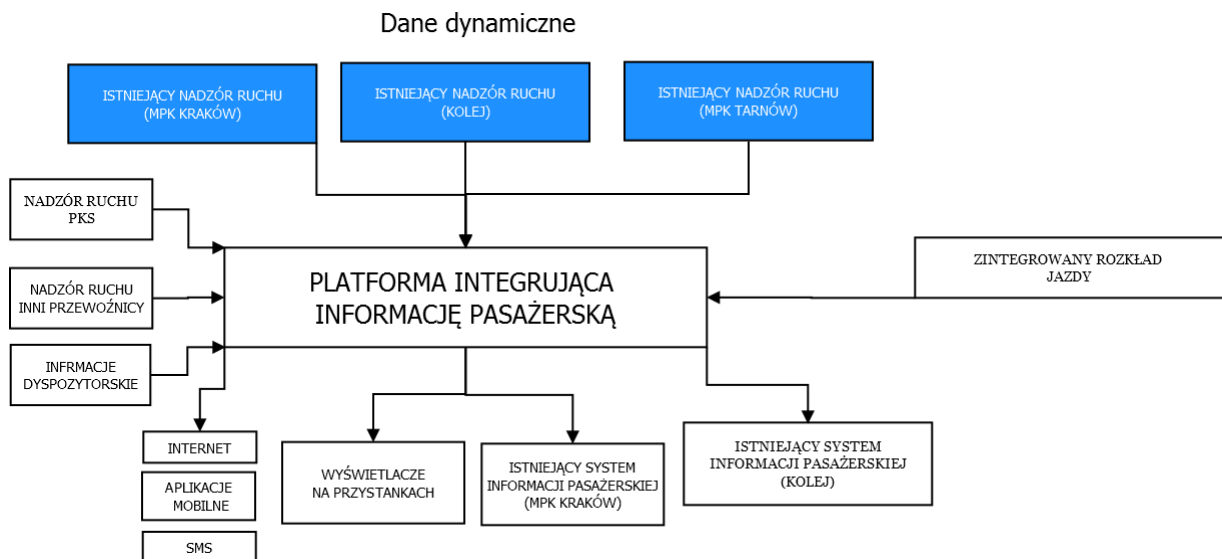 Dane dynamiczne
ISTNIEJĄCY NADZÓR RUCHU
(MPK KRAKÓW)
ISTNIEJĄCY NADZÓR RUCHU
(KOLEJ)
ISTNIEJĄCY NADZÓR RUCHU
(MPK TARNÓW)
NADZÓR RUCHU
PKS
NADZÓR RUCHU
INNI PRZEWOŹNICY
INFRMACJE
DYSPOZYTORSKIE
PLATFORMA INTEGRUJĄCA
INFORMACJĘ PASAŻERSKĄ
ZINTEGROWANY ROZKŁAD
JAZDY
INTERNET
APLIKACJE
MOBILNE
SMS
WYŚWIETLACZE
NA PRZYSTANKACH
ISTNIEJĄCY SYSTEM
INFORMACJI PASAŻERSKIEJ
(MPK KRAKÓW)
ISTNIEJĄCY SYSTEM
INFORMACJI PASAŻERSKIEJ
(KOLEJ)